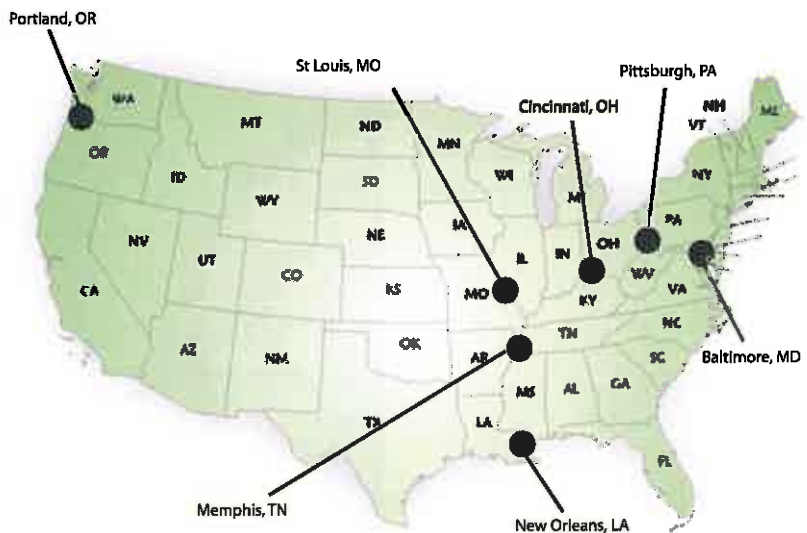 Portland, OR
St Louis, MO
Pittsburgh, PA
Cincinnati, OH
NH
WA
MT
ND
MN
VT
ME
OR
ID
SD
WI
MI
NY
WY
IA
PA
NE
NV
UT
CO
IL
IN
OH
WV
VA
CA
KS
MO
KY
NC
AZ
NM
OK
AR
TN
SC
Baltimore, MD
MS
AL
GA
TX
LA
FL
Memphis, TN
New Orleans, LA